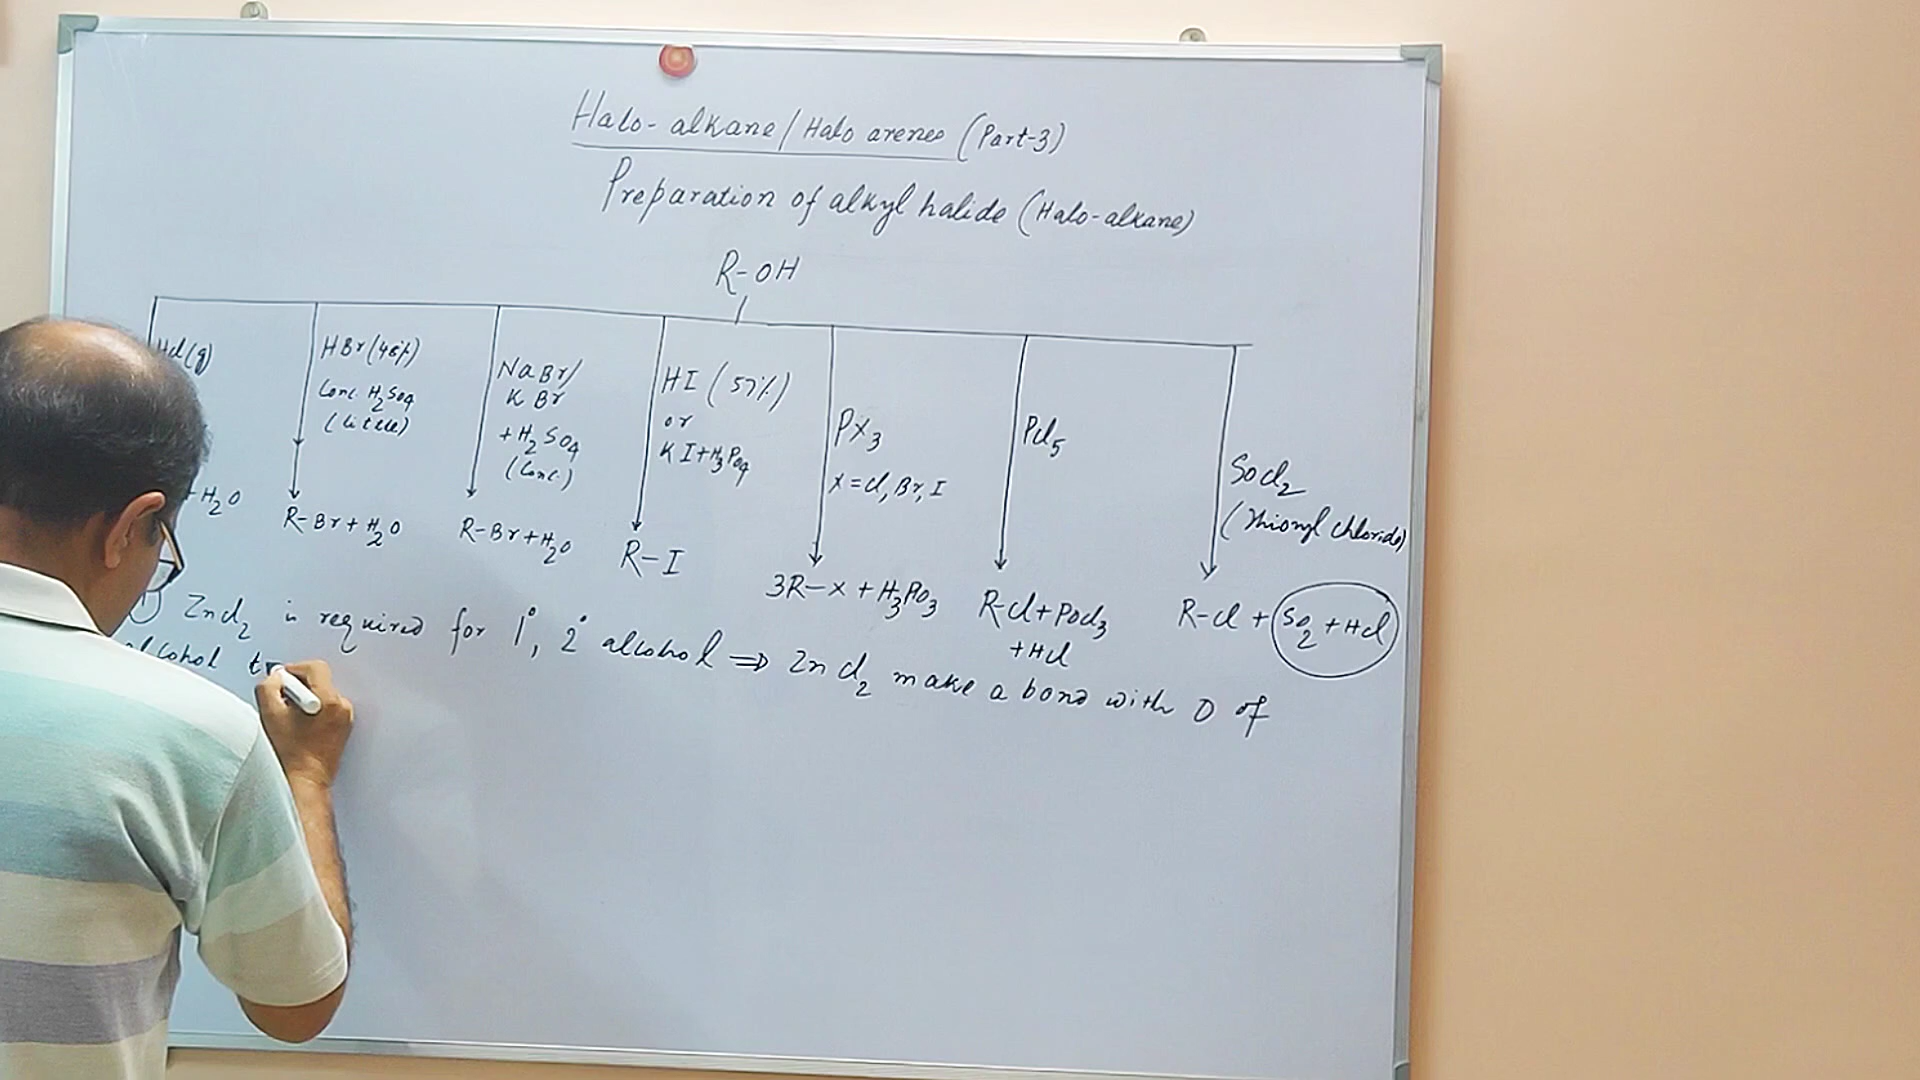 Halo-alkane/Halo arenes (Part-3)
Preparation of alkyl halide (Halo-alkane)
R-OH
HCl(g)
+H2O
HBr(48%)
Conc. H2SO4
(little)
R-Br+H2O
NaBr/
KBr
+H2SO4
(Conc.)
R-Br+H2O
HI (57%)
or
KI+H3PO4
R-I
PX3
X=Cl,Br,I
3R-X+H3PO3
PCl5
R-Cl+POCl3
+HCl
SOCl2
(Thionyl chloride)
R-Cl + SO2+HCl
① ZnCl2 is required for 1°, 2° alcohol ⇒ ZnCl2 make a bond with O of
alcohol